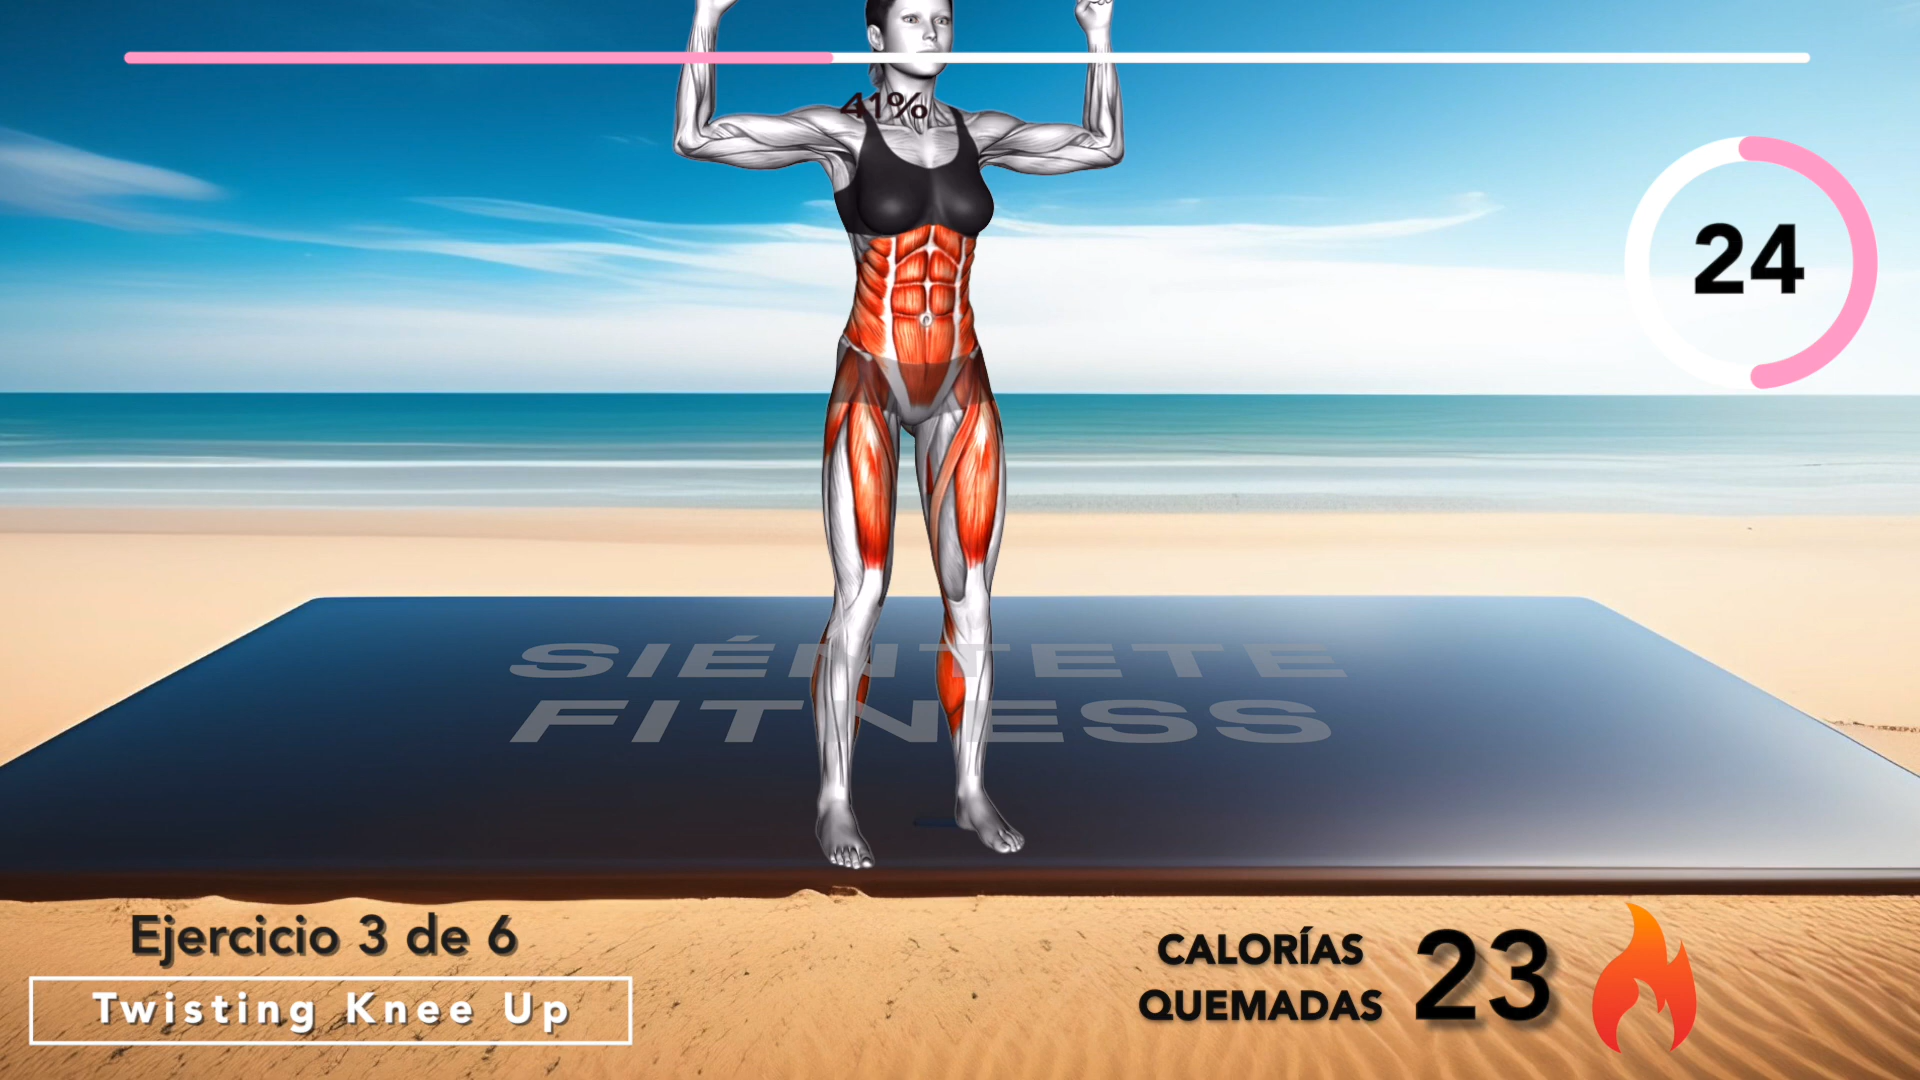 41%
24
SIÉNTETE
FITNESS
Ejercicio 3 de 6
Twisting Knee Up
CALORÍAS
QUEMADAS
23